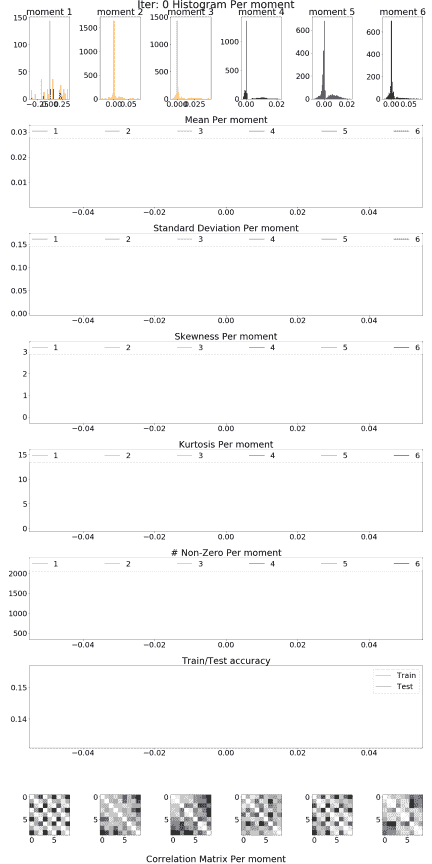 Iter: 0 Histogram Per moment
moment 1 moment 2 moment 3 moment 4 moment 5 moment 6
150 100 50 0
1500 1000 500 0
150 100 50 0
1000 500 0
600 400 200 0
600 400 200 0
0.25
0.000.05
0.0000.025
0.00 0.02
0.00 0.02
0.000.05
Mean Per moment
1 2 3 4 5 6
0.03
0.02
0.01
−0.04 −0.02 0.00 0.02 0.04
Standard Deviation Per moment
1 2 3 4 5 6
0.15
0.10
0.05
0.00
−0.04 −0.02 0.00 0.02 0.04
Skewness Per moment
1 2 3 4 5 6
3
2
1
0
−0.04 −0.02 0.00 0.02 0.04
Kurtosis Per moment
1 2 3 4 5 6
15
10
5
0
−0.04 −0.02 0.00 0.02 0.04
# Non-Zero Per moment
1 2 3 4 5 6
2000
1500
1000
500
−0.04 −0.02 0.00 0.02 0.04
Train/Test accuracy
Train
Test
0.15
0.14
−0.04 −0.02 0.00 0.02 0.04
0 0 0 0 0 0
5 5 5 5 5 5
0 5 0 5 0 5 0 5 0 5 0 5
Correlation Matrix Per moment